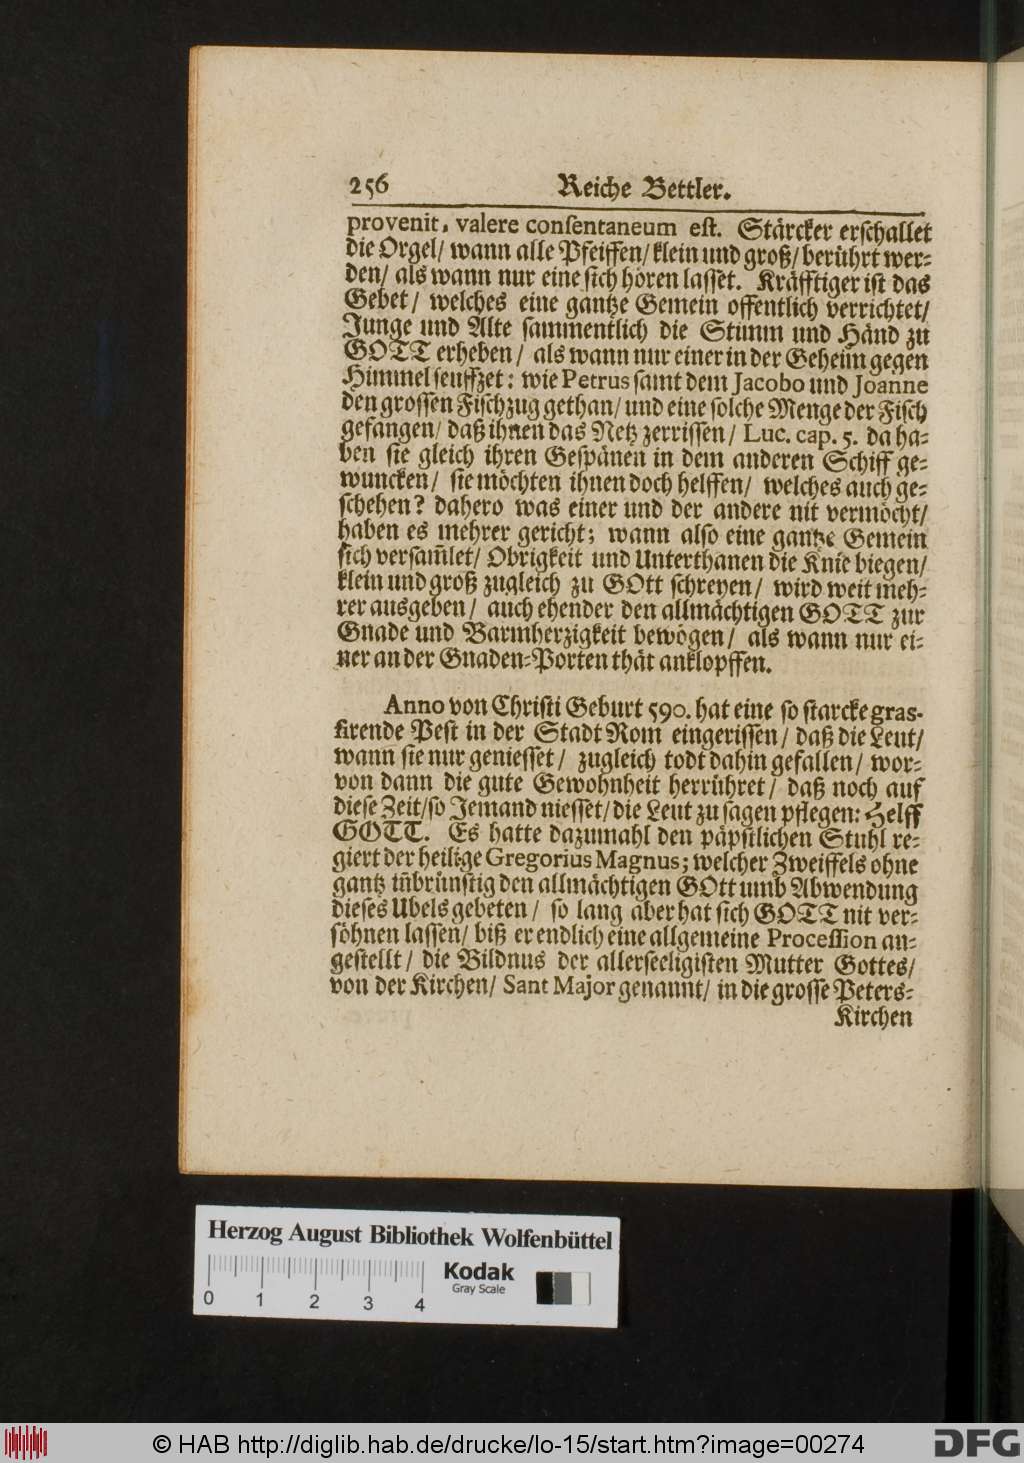 256 Reiche Bettler.
provenit, valere consentaneum est. Stärcker erschallet
die Orgel/ wann alle Pfeiffen/ klein und groß/ berührt wer-
den/ als wann nur eine sich hören lasset. Kräfftiger ist das
Gebet/ welches eine gantze Gemein offentlich verrichtet/
Junge und Alte sammentlich die Stimm und Händ zu
GOTT erheben/ als wann nur einer in der Geheim gegen
Himmel seuffzet: wie Petrus samt dem Jacobo und Joanne
den grossen Fischzug gethan/ und eine solche Menge der Fisch
gefangen/ daß ihnen das Netz zerrissen/ Luc. cap. 5. da ha-
ben sie gleich ihren Gespänen in dem anderen Schiff ge-
wuncken/ sie möchten ihnen doch helffen/ welches auch ge-
schehen? dahero was einer und der andere nit vermöcht/
haben es mehrer gericht; wann also eine gantze Gemein
sich versam̃let/ Obrigkeit und Unterthanen die Knie biegen/
klein und groß zugleich zu GOtt schreyen/ wird weit meh-
rer ausgeben/ auch ehender den allmächtigen GOTT zur
Gnade und Barmherzigkeit bewögen/ als wann nur ei-
ner an der Gnaden-Porten thät anklopffen.
Anno von Christi Geburt 590. hat eine so starcke gras-
sirende Pest in der Stadt Rom eingerissen/ daß die Leut/
wann sie nur geniesset/ zugleich todt dahin gefallen/ wor-
von dann die gute Gewohnheit herrühret/ daß noch auf
diese Zeit/ so Jemand niesset/ die Leut zu sagen pflegen: Helff
GOTT. Es hatte dazumahl den päpstlichen Stuhl re-
giert der heilige Gregorius Magnus; welcher Zweiffels ohne
gantz iñbrünstig den allmächtigen GOtt umb Abwendung
dieses Ubels gebeten/ so lang aber hat sich GOTT nit ver-
söhnen lassen/ biß er endlich eine allgemeine Procession an-
gestellt/ die Bildnus der allerseeligisten Mutter Gottes/
von der Kirchen/ Sant Major genannt/ in die grosse Peters-
Kirchen
Herzog August Bibliothek Wolfenbüttel
0 1 2 3 4
Kodak
Gray Scale
© HAB http://diglib.hab.de/drucke/lo-15/start.htm?image=00274
DFG